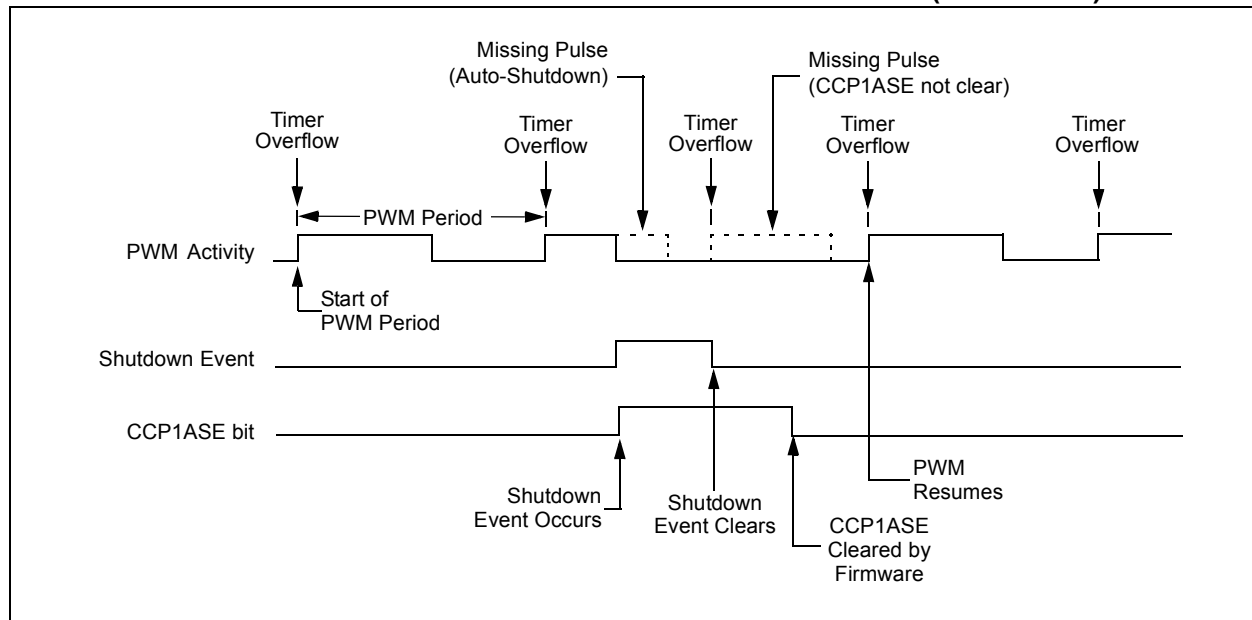 Missing Pulse
(Auto-Shutdown)
Missing Pulse
(CCP1ASE not clear)
Timer
Overflow
Timer
Overflow
Timer
Overflow
Timer
Overflow
Timer
Overflow
PWM Period
PWM Activity
Start of
PWM Period
Shutdown Event
CCP1ASE bit
Shutdown
Event Occurs
Shutdown
Event Clears
PWM
Resumes
CCP1ASE
Cleared by
Firmware